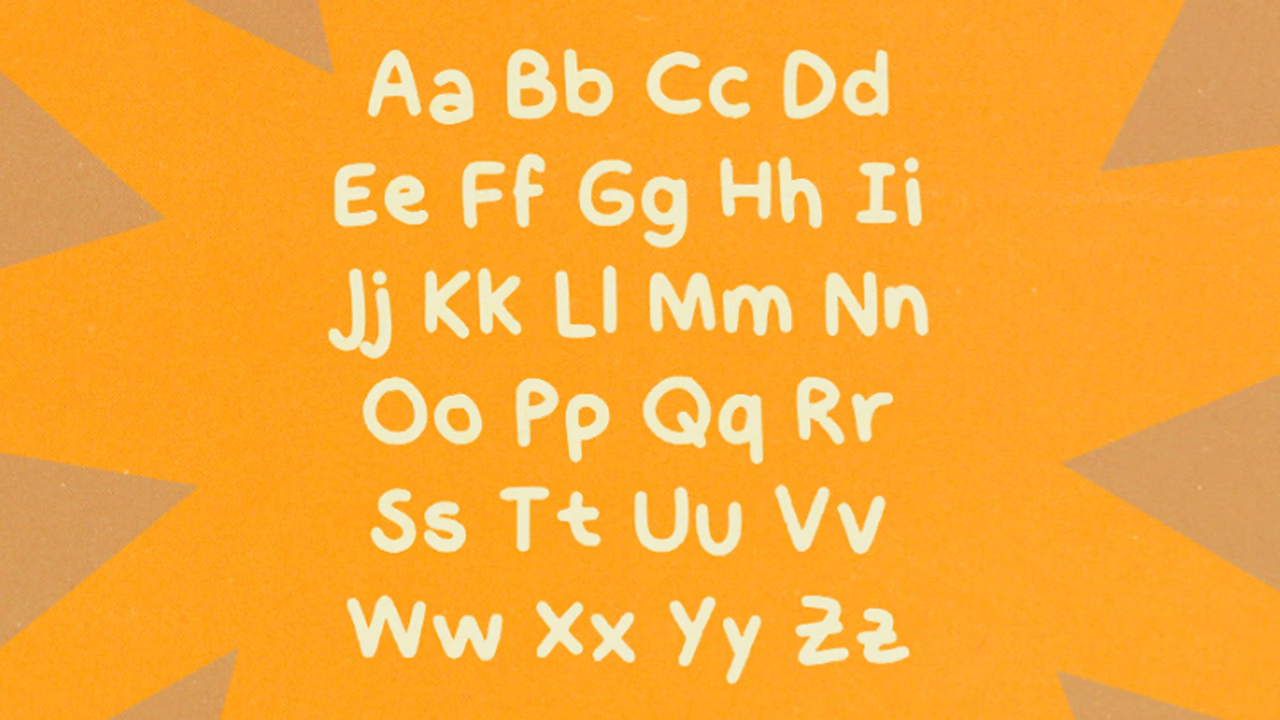 Aa Bb Cc Dd
Ee Ff Gg Hh Ii
Jj Kk Ll Mm Nn
Oo Pp Qq Rr
Ss Tt Uu Vv
Ww Xx Yy Zz